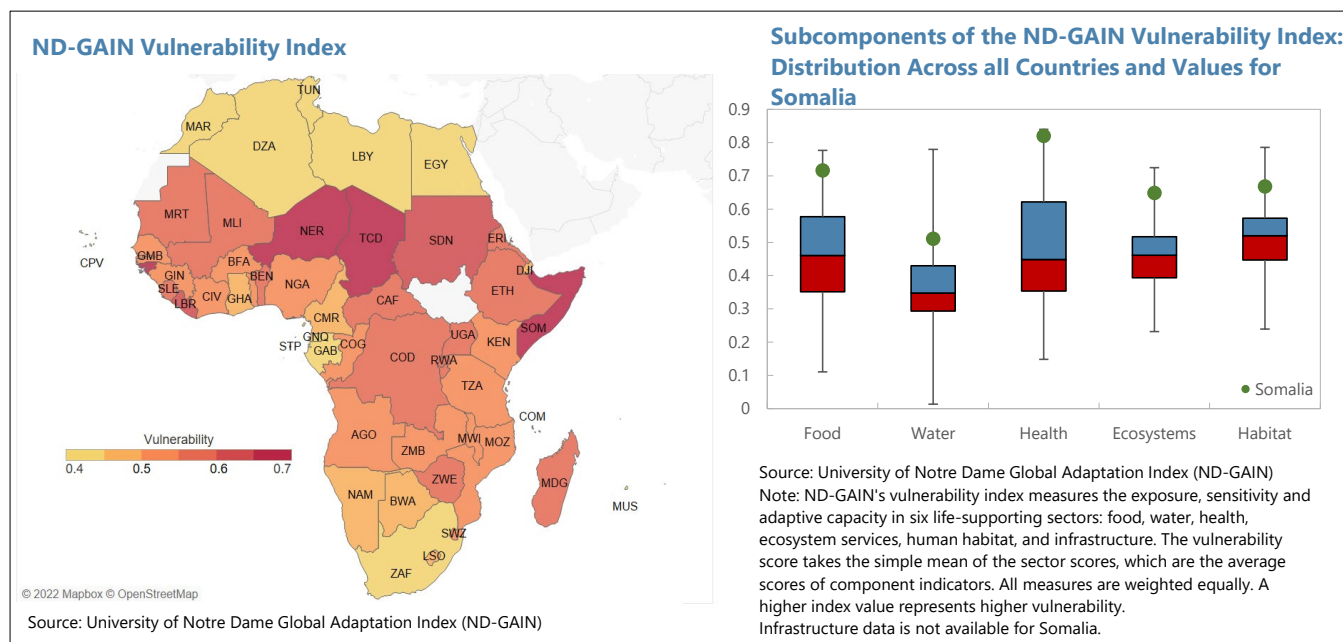 ND-GAIN Vulnerability Index
TUN
MAR
DZA
LBY
EGY
MRT
MLI
NER
TCD
SDN
ERI
CPV
GMB
BFA
DJI
GIN
BEN
NGA
SLE
CIV
GHA
LBR
CAF
ETH
CMR
SOM
GNQ
STP
GAB
COG
UGA
KEN
COD
RWA
TZA
COM
AGO
MWI
MOZ
ZMB
ZWE
MDG
NAM
BWA
MUS
SWZ
LSO
ZAF
Vulnerability
0.4 0.5 0.6 0.7
© 2022 Mapbox © OpenStreetMap
Source: University of Notre Dame Global Adaptation Index (ND-GAIN)
Subcomponents of the ND-GAIN Vulnerability Index:
Distribution Across all Countries and Values for
Somalia
0.9
0.8
0.7
0.6
0.5
0.4
0.3
0.2
0.1
0
Somalia
Food Water Health Ecosystems Habitat
Source: University of Notre Dame Global Adaptation Index (ND-GAIN)
Note: ND-GAIN's vulnerability index measures the exposure, sensitivity and
adaptive capacity in six life-supporting sectors: food, water, health,
ecosystem services, human habitat, and infrastructure. The vulnerability
score takes the simple mean of the sector scores, which are the average
scores of component indicators. All measures are weighted equally. A
higher index value represents higher vulnerability.
Infrastructure data is not available for Somalia.